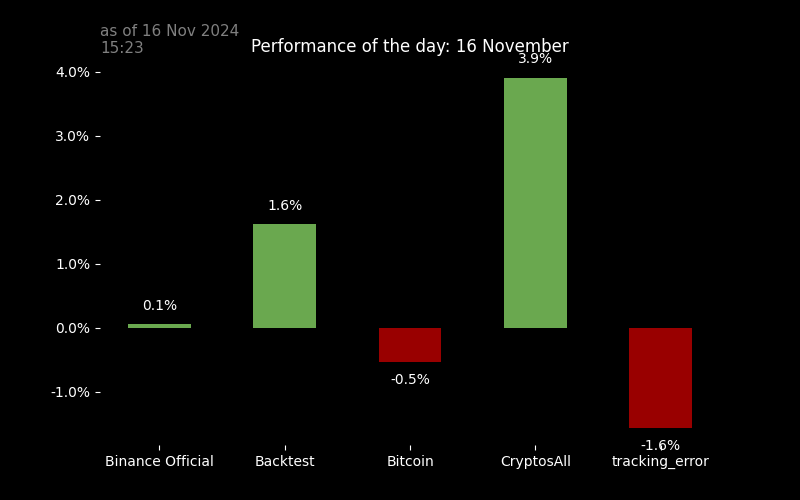 as of 16 Nov 2024
15:23
Performance of the day: 16 November
4.0%
3.0%
2.0%
1.0%
0.0%
-1.0%
0.1%
1.6%
-0.5%
3.9%
-1.6%
Binance Official
Backtest
Bitcoin
CryptosAll
tracking_error